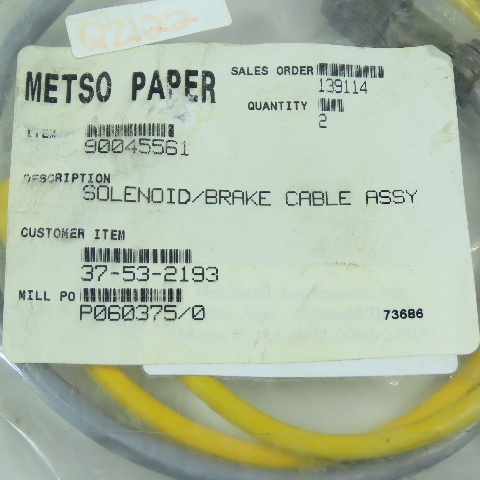 METSO PAPER
SALES ORDER
139114
QUANTITY
2
ITEM
90045561
DESCRIPTION
SOLENOID/BRAKE CABLE ASSY
CUSTOMER ITEM
37-53-2193
MILL PO
P060375/0
73686